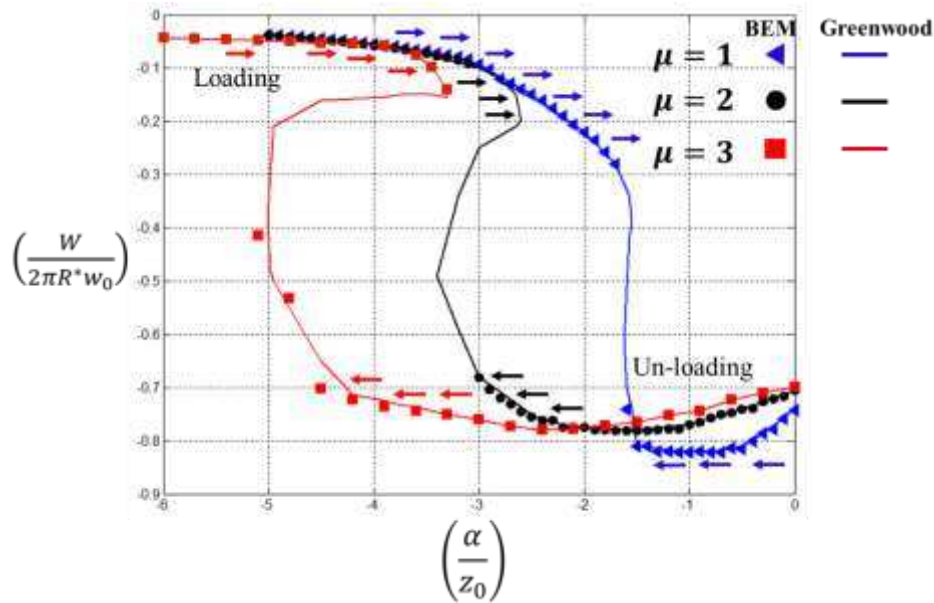 0
-0.1
-0.2
-0.3
-0.4
-0.5
-0.6
-0.7
-0.8
-0.9
-6
-5
-4
-3
-2
-1
0
Loading
Un-loading
BEM Greenwood
μ = 1
μ = 2
μ = 3
(W / 2πR*w₀)
(α / z₀)